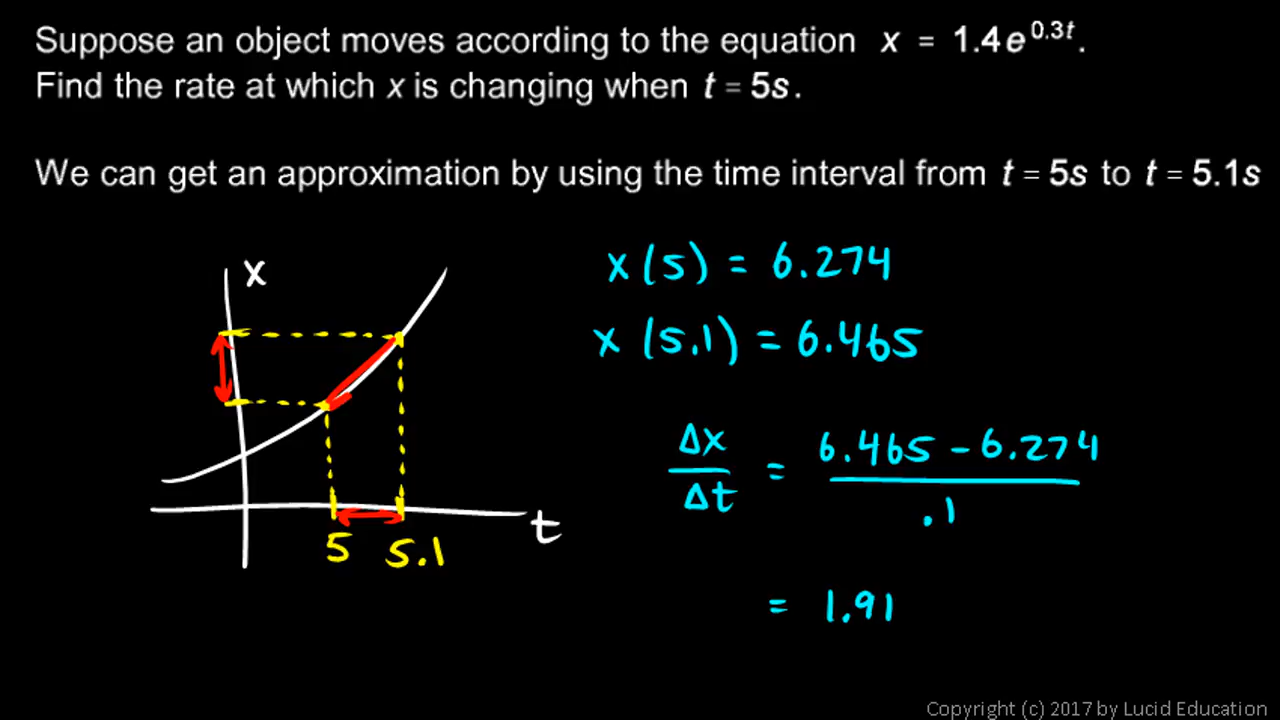 Suppose an object moves according to the equation x = 1.4e^0.3t.
Find the rate at which x is changing when t = 5s.
We can get an approximation by using the time interval from t = 5s to t = 5.1s
x
t
5
5.1
x(5) = 6.274
x (5.1) = 6.465
Δx/Δt = (6.465 - 6.274)/.1
= 1.91
Copyright (c) 2017 by Lucid Education